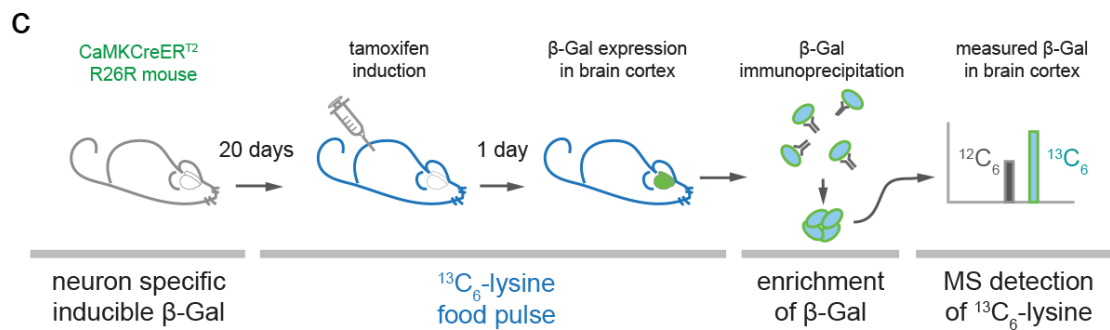 C
CaMKCreERᵀ²
R26R mouse
tamoxifen
induction
β-Gal expression
in brain cortex
β-Gal
immunoprecipitation
measured β-Gal
in brain cortex
20 days
1 day
¹²C₆
¹³C₆
neuron specific
inducible β-Gal
¹³C₆-lysine
food pulse
enrichment
of β-Gal
MS detection
of ¹³C₆-lysine